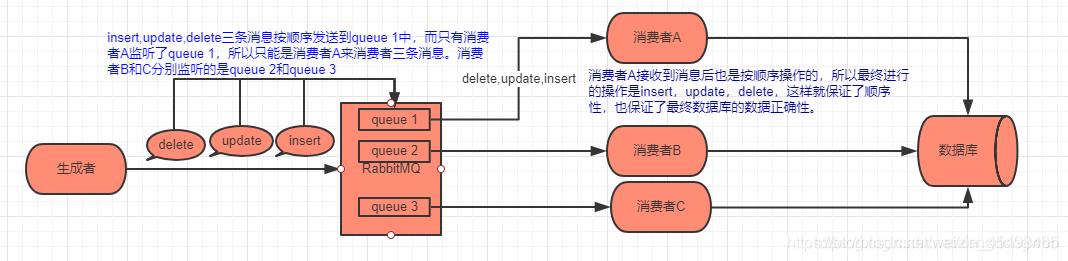 insert,update,delete三条消息按顺序发送到queue 1中，而只有消费
者A监听了queue 1，所以只能是消费者A来消费者三条消息。消费
者B和C分别监听的是queue 2和queue 3
消费者A
delete,update,insert
消费者A接收到消息后也是按顺序操作的，所以最终进行
的操作是insert，update，delete，这样就保证了顺序
性，也保证了最终数据库的数据正确性。
queue 1
delete
update
insert
queue 2
消费者B
数据库
生成者
RabbitMQ
queue 3
消费者C